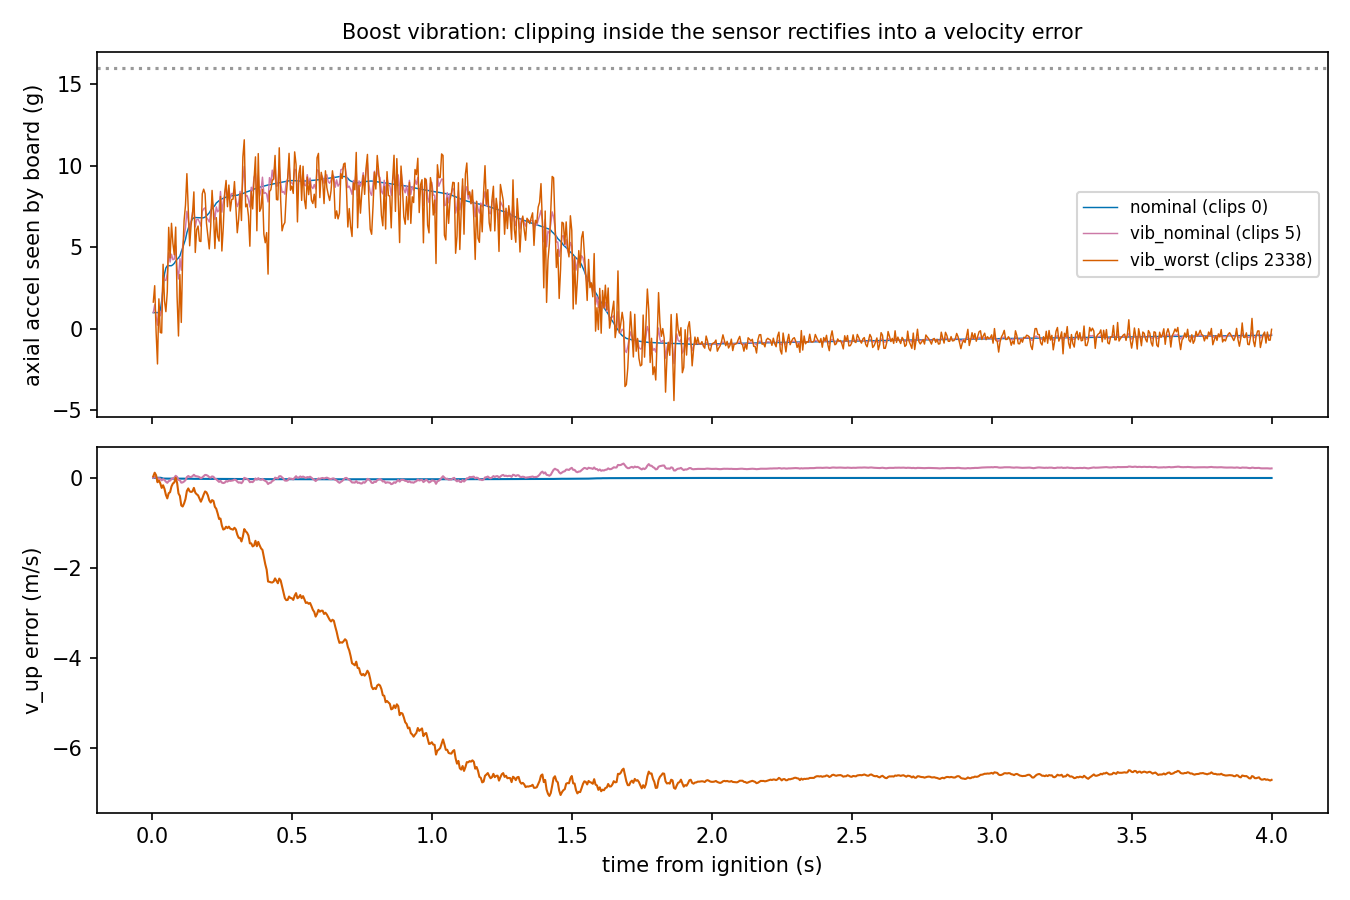 Boost vibration: clipping inside the sensor rectifies into a velocity error
axial accel seen by board (g)
15
10
5
0
−5
nominal (clips 0)
vib_nominal (clips 5)
vib_worst (clips 2338)
v_up error (m/s)
0
−2
−4
−6
0.0 0.5 1.0 1.5 2.0 2.5 3.0 3.5 4.0
time from ignition (s)